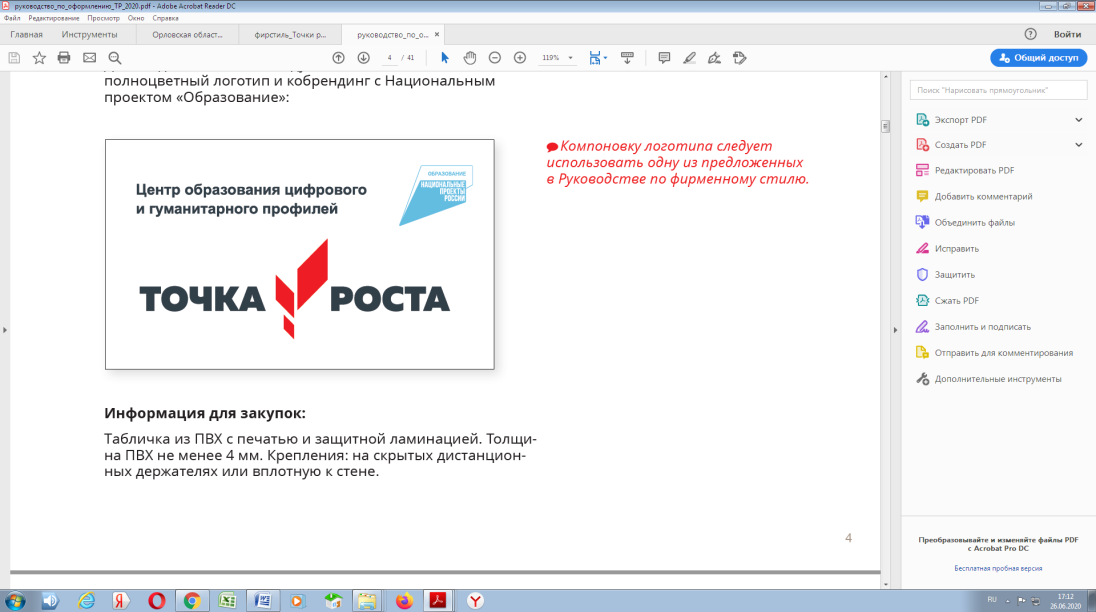 руководство_по_оформлению_ТР_2020.pdf - Adobe Acrobat Reader DC
Файл Редактирование Просмотр Окно Справка
Главная Инструменты Орловская област... фирстиль_Точки р... руководство_по_о... × Войти
4 / 41 119% Общий доступ
полноцветный логотип и кобрендинг с Национальным
проектом «Образование»:
Компоновку логотипа следует
использовать одну из предложенных
в Руководстве по фирменному стилю.
Центр образования цифрового
и гуманитарного профилей
ОБРАЗОВАНИЕ
НАЦИОНАЛЬНЫЕ
ПРОЕКТЫ
РОССИИ
ТОЧКА РОСТА
Информация для закупок:
Табличка из ПВХ с печатью и защитной ламинацией. Толщи-
на ПВХ не менее 4 мм. Крепления: на скрытых дистанцион-
ных держателях или вплотную к стене.
4
Поиск "Нарисовать прямоугольник"
Экспорт PDF
Создать PDF
Редактировать PDF
Добавить комментарий
Объединить файлы
Исправить
Защитить
Сжать PDF
Заполнить и подписать
Отправить для комментирования
Дополнительные инструменты
Преобразовывайте и изменяйте файлы PDF
с Acrobat Pro DC
Бесплатная пробная версия
RU 17:12
26.06.2020